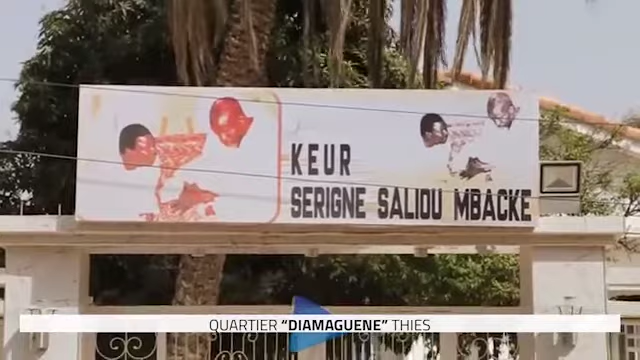 KEUR
SERIGNE SALIOU MBACKE
QUARTIER “DIAMAGUENE” THIES